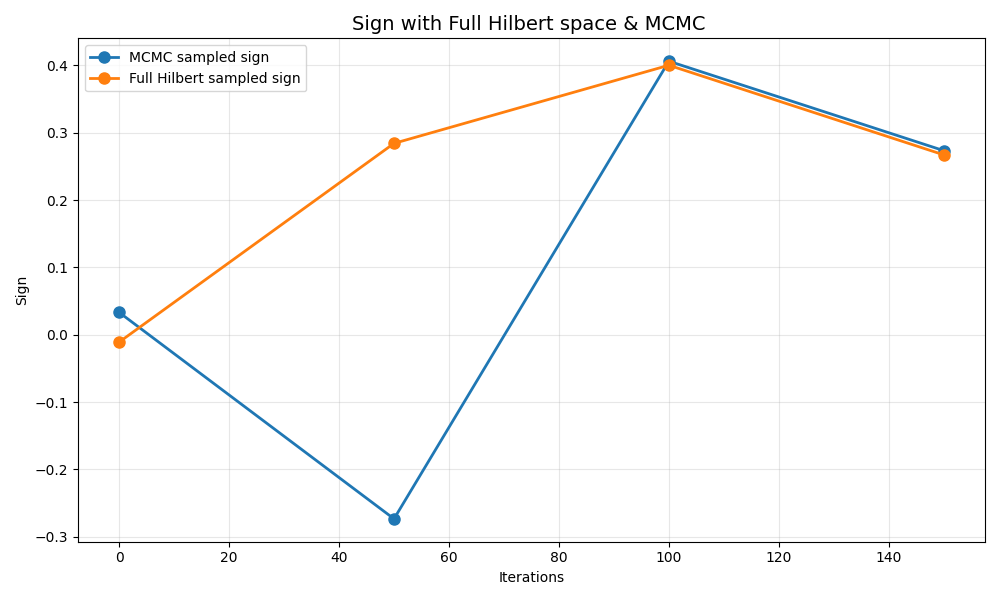 Sign with Full Hilbert space & MCMC
MCMC sampled sign
Full Hilbert sampled sign
Sign
0.4
0.3
0.2
0.1
0.0
−0.1
−0.2
−0.3
0 20 40 60 80 100 120 140
Iterations